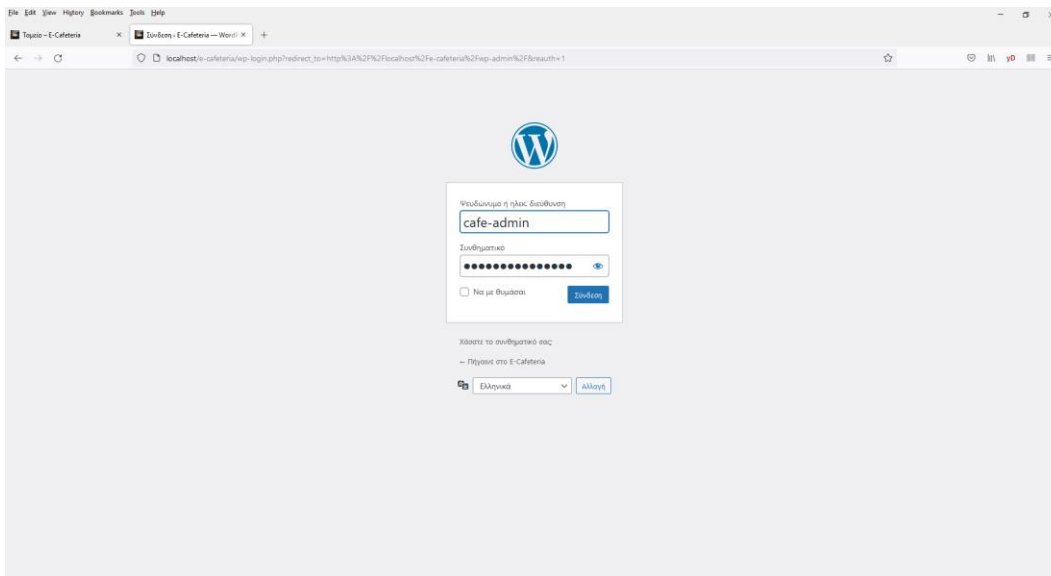 File Edit View History Bookmarks Tools Help
Ταμείο – E-Cafeteria × Σύνδεση ‹ E-Cafeteria — Word × +
localhost/e-cafeteria/wp-login.php?redirect_to=http%3A%2F%2Flocalhost%2Fe-cafeteria%2Fwp-admin%2F&reauth=1
Ψευδώνυμο ή ηλεκ. διεύθυνση
cafe-admin
Συνθηματικό
Να με θυμάσαι Σύνδεση
Χάσατε το συνθηματικό σας;
← Πήγαινε στο E-Cafeteria
Ελληνικά Αλλαγή